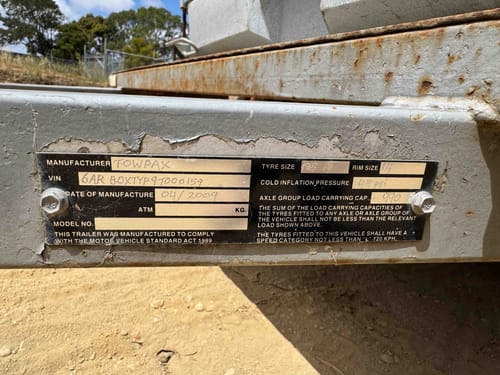 MANUFACTURER TOWPAX
VIN 6AR BOXTYP9T000159
DATE OF MANUFACTURE 04/2009
ATM KG.
MODEL NO.
THIS TRAILER WAS MANUFACTURED TO COMPLY
WITH THE MOTOR VEHICLE STANDARD ACT 1989
TYRE SIZE RIM SIZE
COLD INFLATION PRESSURE
AXLE GROUP LOAD CARRYING CAP. 990
THE SUM OF THE LOAD CARRYING CAPACITIES OF
THE TYRES FITTED TO ANY AXLE OR AXLE GROUP OF
THE VEHICLE SHALL NOT BE LESS THAN THE RELEVANT
LOAD SHOWN ABOVE.
THE TYRES FITTED TO THIS VEHICLE SHALL HAVE A
SPEED CATEGORY NOT LESS THAN "L" 120 KPH.